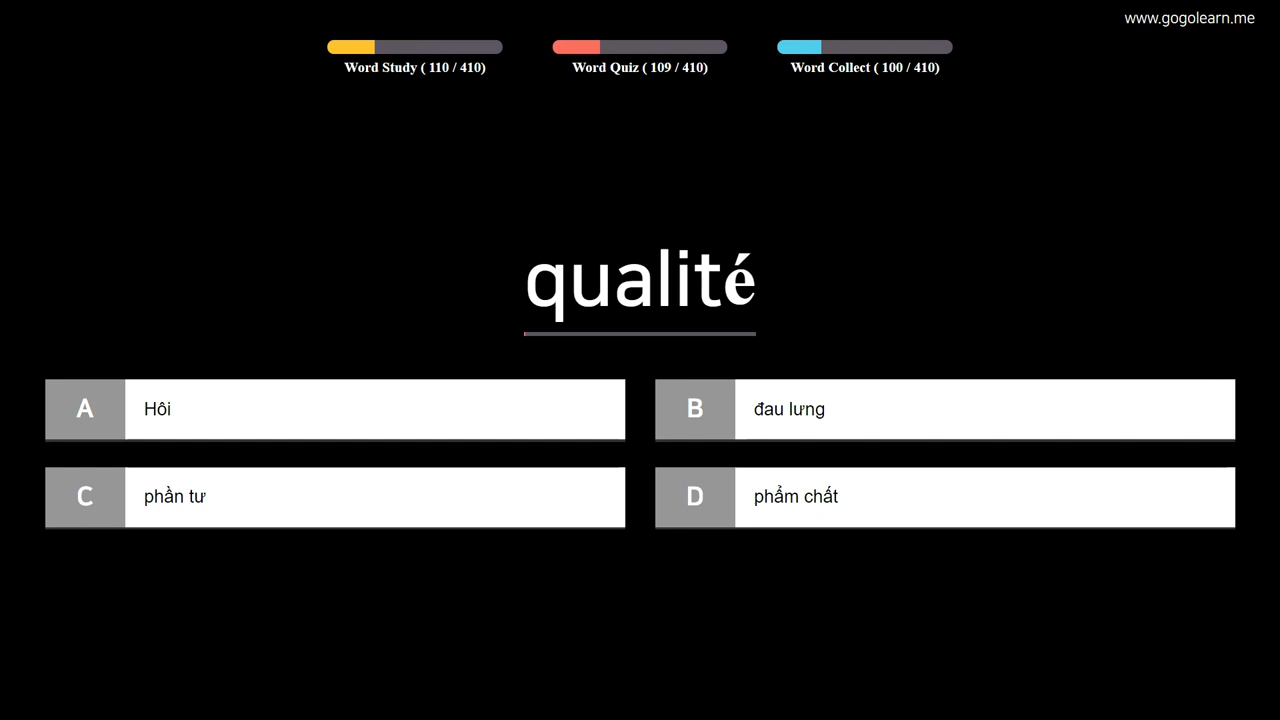 www.gogolearn.me
Word Study ( 110 / 410)
Word Quiz ( 109 / 410)
Word Collect ( 100 / 410)
qualité
A Hôi
B đau lưng
C phần tư
D phẩm chất